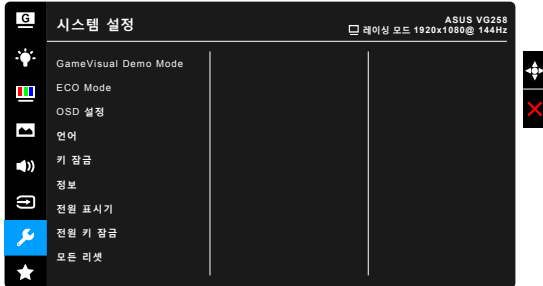 G
시스템 설정
ASUS VG258
레이싱 모드 1920x1080@ 144Hz
GameVisual Demo Mode
ECO Mode
OSD 설정
언어
키 잠금
정보
전원 표시기
전원 키 잠금
모든 리셋